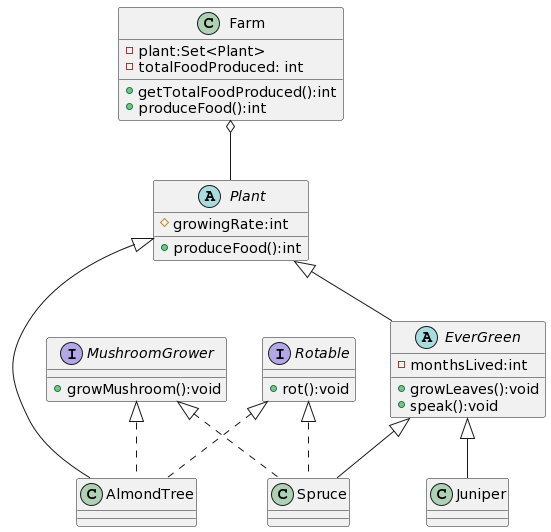 C Farm
plant:Set<Plant>
totalFoodProduced: int
getTotalFoodProduced():int
produceFood():int
A Plant
growingRate:int
produceFood():int
I MushroomGrower
growMushroom():void
I Rotable
rot():void
A EverGreen
monthsLived:int
growLeaves():void
speak():void
C AlmondTree
C Spruce
C Juniper